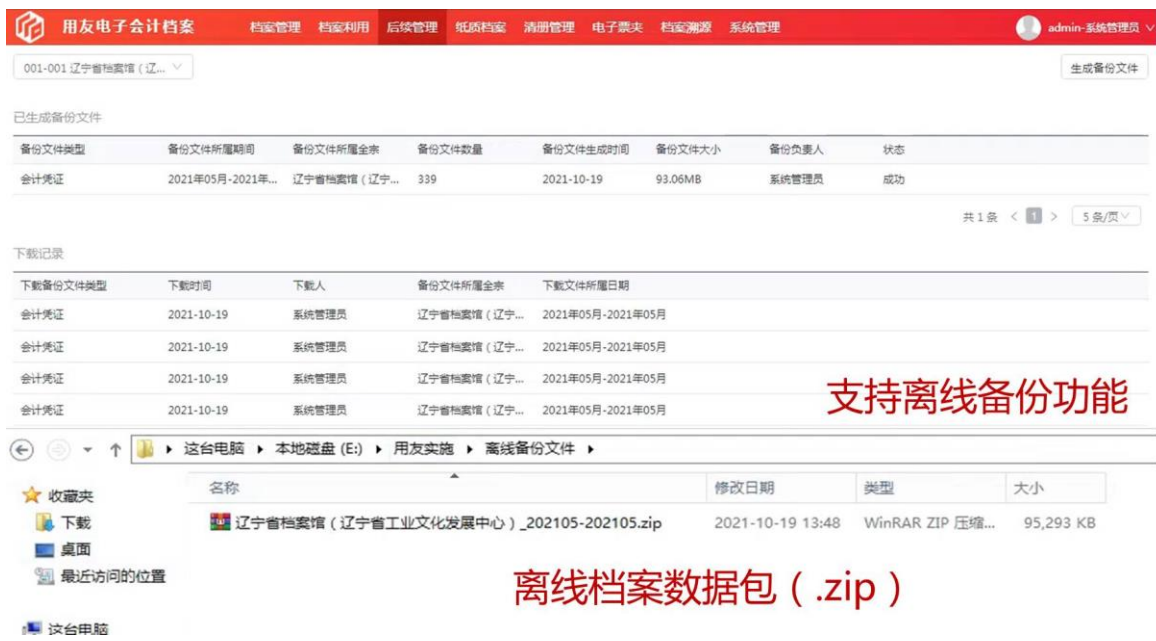 用友电子会计档案 档案管理 档案利用 后续管理 纸质档案 清册管理 电子票夹 档案溯源 系统管理 admin-系统管理员
001-001 辽宁省档案馆（辽... 生成备份文件
已生成备份文件
备份文件类型 备份文件所属期间 备份文件所属全宗 备份文件数量 备份文件生成时间 备份文件大小 备份负责人 状态
会计凭证 2021年05月-2021年... 辽宁省档案馆（辽宁... 339 2021-10-19 93.06MB 系统管理员 成功
共1条 < 1 > 5条/页
下载记录
下载备份文件类型 下载时间 下载人 备份文件所属全宗 下载文件所属日期
会计凭证 2021-10-19 系统管理员 辽宁省档案馆（辽宁... 2021年05月-2021年05月
会计凭证 2021-10-19 系统管理员 辽宁省档案馆（辽宁... 2021年05月-2021年05月
会计凭证 2021-10-19 系统管理员 辽宁省档案馆（辽宁... 2021年05月-2021年05月
会计凭证 2021-10-19 系统管理员 辽宁省档案馆（辽宁... 2021年05月-2021年05月
支持离线备份功能
这台电脑 本地磁盘 (E:) 用友实施 离线备份文件
收藏夹
下载
桌面
最近访问的位置
这台电脑
名称 修改日期 类型 大小
辽宁省档案馆（辽宁省工业文化发展中心）_202105-202105.zip 2021-10-19 13:48 WinRAR ZIP 压缩... 95,293 KB
离线档案数据包（.zip）